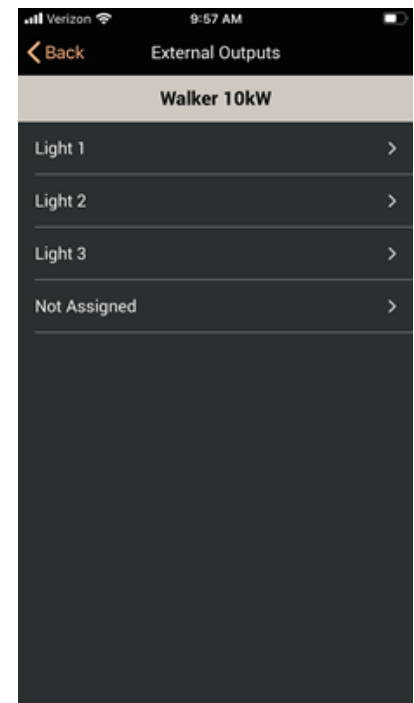 Verizon 9:57 AM
Back External Outputs
Walker 10kW
Light 1
Light 2
Light 3
Not Assigned